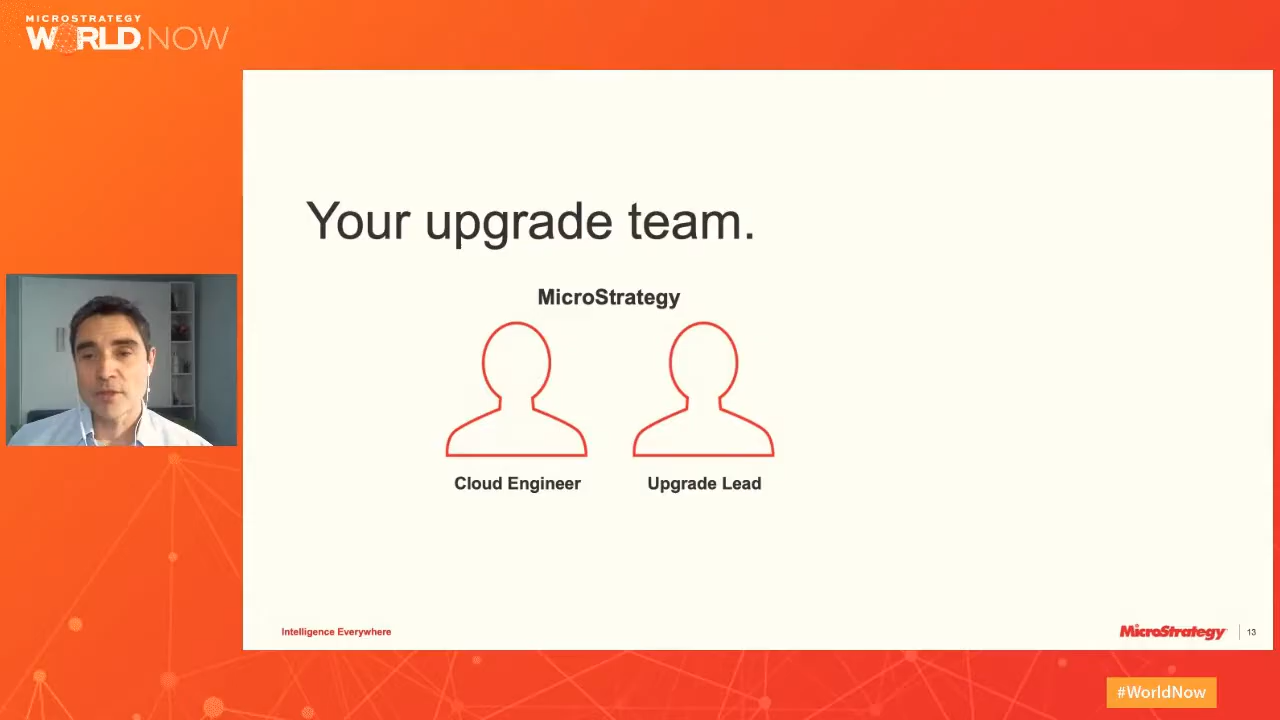 MICROSTRATEGY
WORLD.NOW
Your upgrade team.
MicroStrategy
Cloud Engineer
Upgrade Lead
Intelligence Everywhere
MicroStrategy
13
#WorldNow